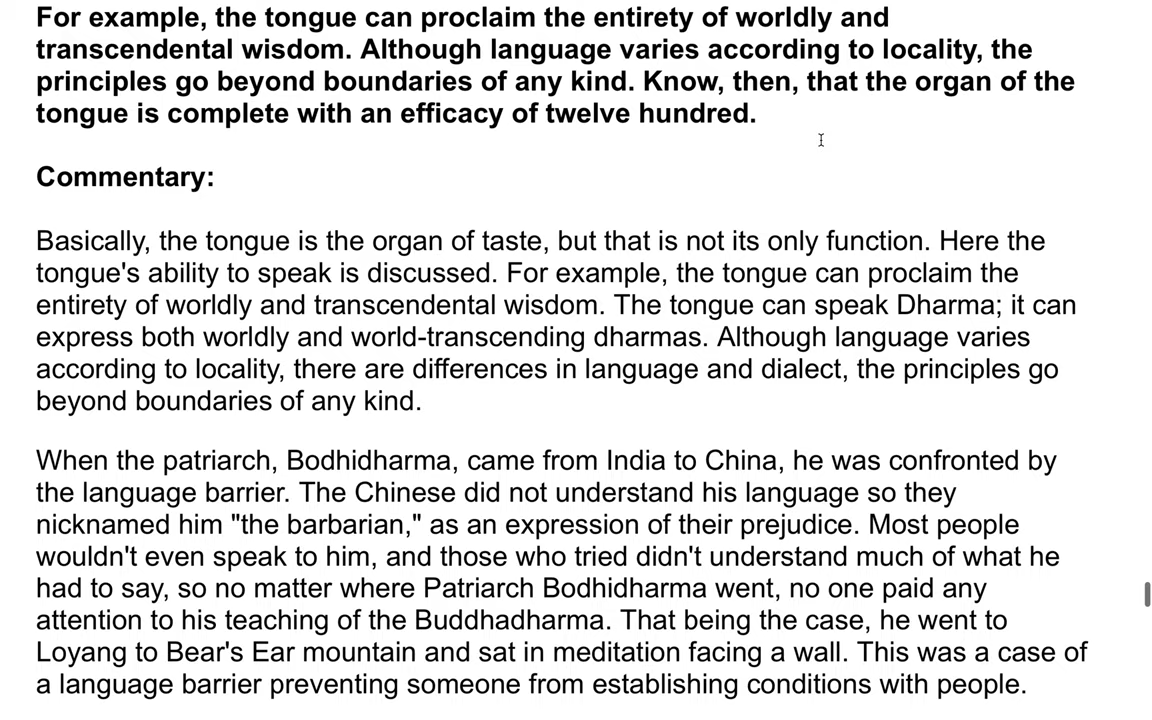 For example, the tongue can proclaim the entirety of worldly and
transcendental wisdom. Although language varies according to locality, the
principles go beyond boundaries of any kind. Know, then, that the organ of the
tongue is complete with an efficacy of twelve hundred.
Commentary:
Basically, the tongue is the organ of taste, but that is not its only function. Here the
tongue's ability to speak is discussed. For example, the tongue can proclaim the
entirety of worldly and transcendental wisdom. The tongue can speak Dharma; it can
express both worldly and world-transcending dharmas. Although language varies
according to locality, there are differences in language and dialect, the principles go
beyond boundaries of any kind.
When the patriarch, Bodhidharma, came from India to China, he was confronted by
the language barrier. The Chinese did not understand his language so they
nicknamed him "the barbarian," as an expression of their prejudice. Most people
wouldn't even speak to him, and those who tried didn't understand much of what he
had to say, so no matter where Patriarch Bodhidharma went, no one paid any
attention to his teaching of the Buddhadharma. That being the case, he went to
Loyang to Bear's Ear mountain and sat in meditation facing a wall. This was a case of
a language barrier preventing someone from establishing conditions with people.